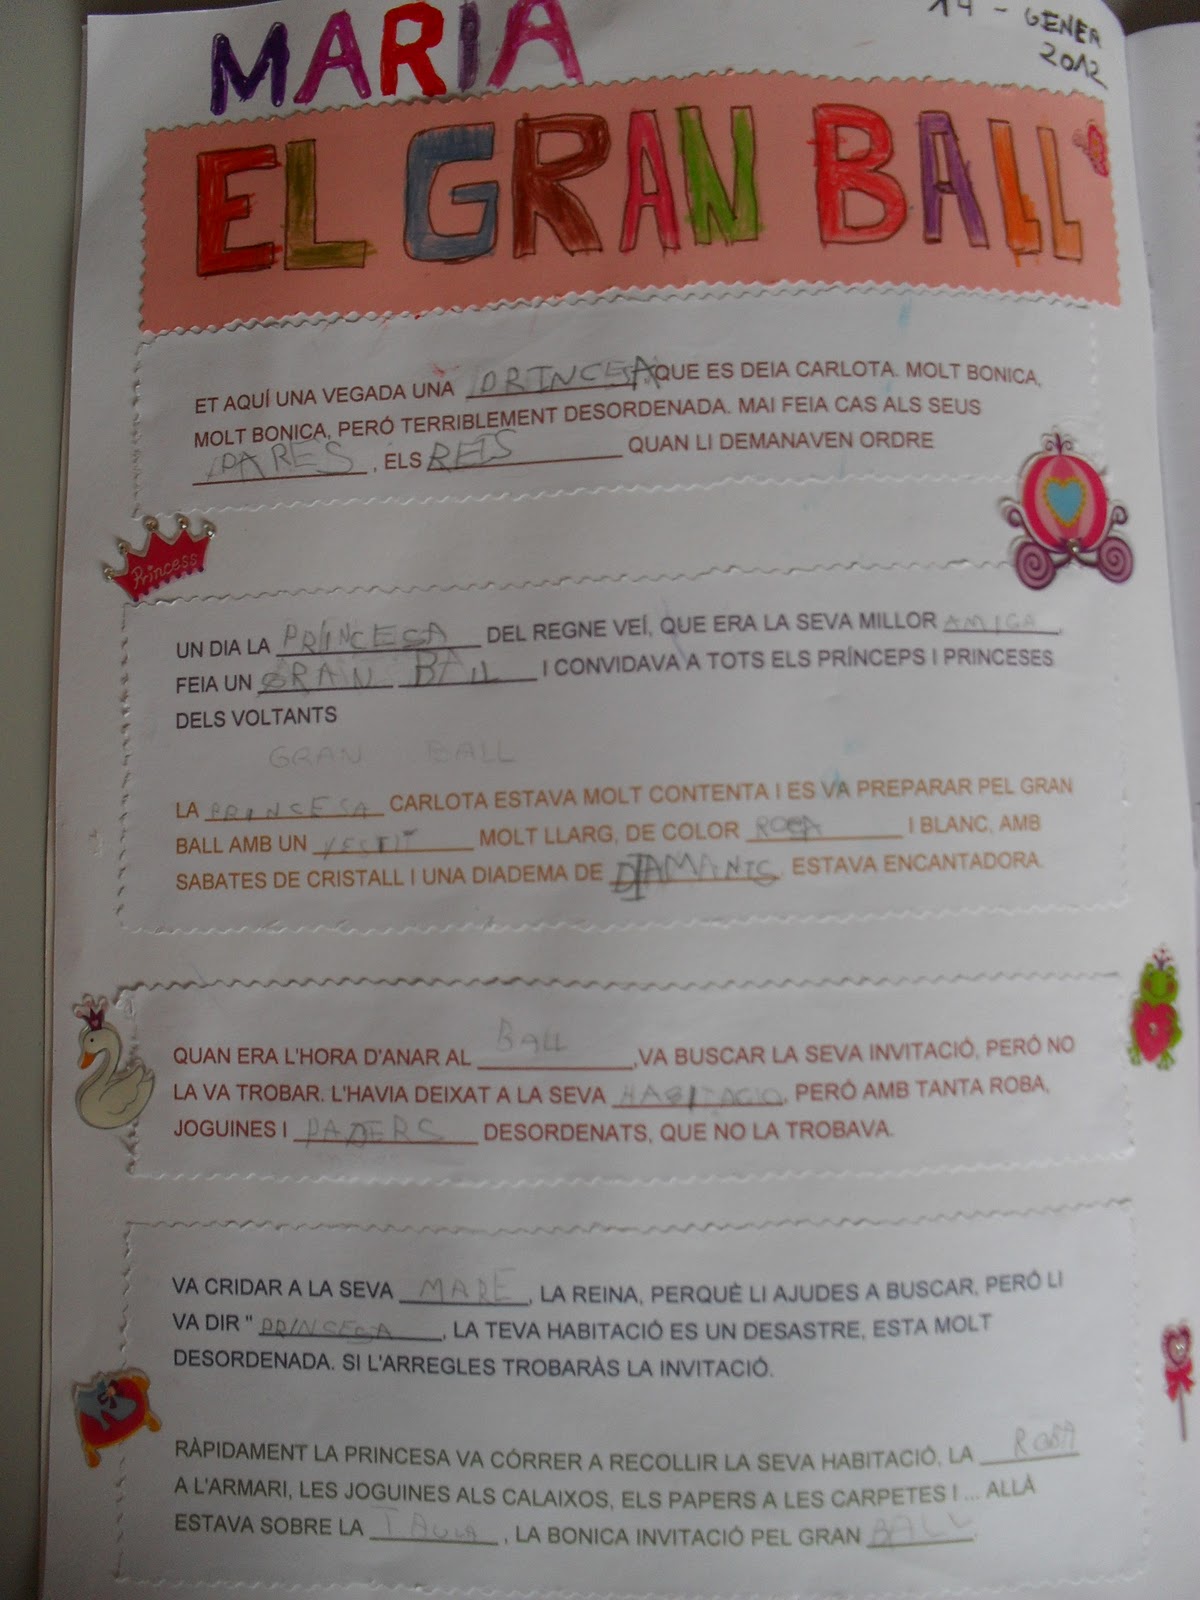 MARIA
14 - GENER
2012
EL GRAN BALL
ET AQUÍ UNA VEGADA UNA PRINCESA, QUE ES DEIA CARLOTA. MOLT BONICA,
MOLT BONICA, PERÓ TERRIBLEMENT DESORDENADA. MAI FEIA CAS ALS SEUS
PARES, ELS REIS QUAN LI DEMANAVEN ORDRE
Princess
UN DIA LA PRINCESA DEL REGNE VEÍ, QUE ERA LA SEVA MILLOR AMIGA,
FEIA UN GRAN BALL I CONVIDAVA A TOTS ELS PRÍNCEPS I PRINCESES
DELS VOLTANTS
GRAN BALL
LA PRINCESA CARLOTA ESTAVA MOLT CONTENTA I ES VA PREPARAR PEL GRAN
BALL AMB UN VESTIT MOLT LLARG, DE COLOR ROSA I BLANC, AMB
SABATES DE CRISTALL I UNA DIADEMA DE DIAMANTS. ESTAVA ENCANTADORA.
QUAN ERA L'HORA D'ANAR AL BALL, VA BUSCAR LA SEVA INVITACIÓ, PERÓ NO
LA VA TROBAR. L'HAVIA DEIXAT A LA SEVA HABITACIO, PERÓ AMB TANTA ROBA,
JOGUINES I PAPERS DESORDENATS, QUE NO LA TROBAVA.
VA CRIDAR A LA SEVA MARE, LA REINA, PERQUÈ LI AJUDES A BUSCAR, PERÓ LI
VA DIR " PRINCESA, LA TEVA HABITACIÓ ES UN DESASTRE, ESTA MOLT
DESORDENADA. SI L'ARREGLES TROBARÀS LA INVITACIÓ.
RÀPIDAMENT LA PRINCESA VA CÓRRER A RECOLLIR LA SEVA HABITACIÓ, LA ROBA
A L'ARMARI, LES JOGUINES ALS CALAIXOS, ELS PAPERS A LES CARPETES I ... ALLÀ
ESTAVA SOBRE LA TAULA, LA BONICA INVITACIÓ PEL GRAN BALL.